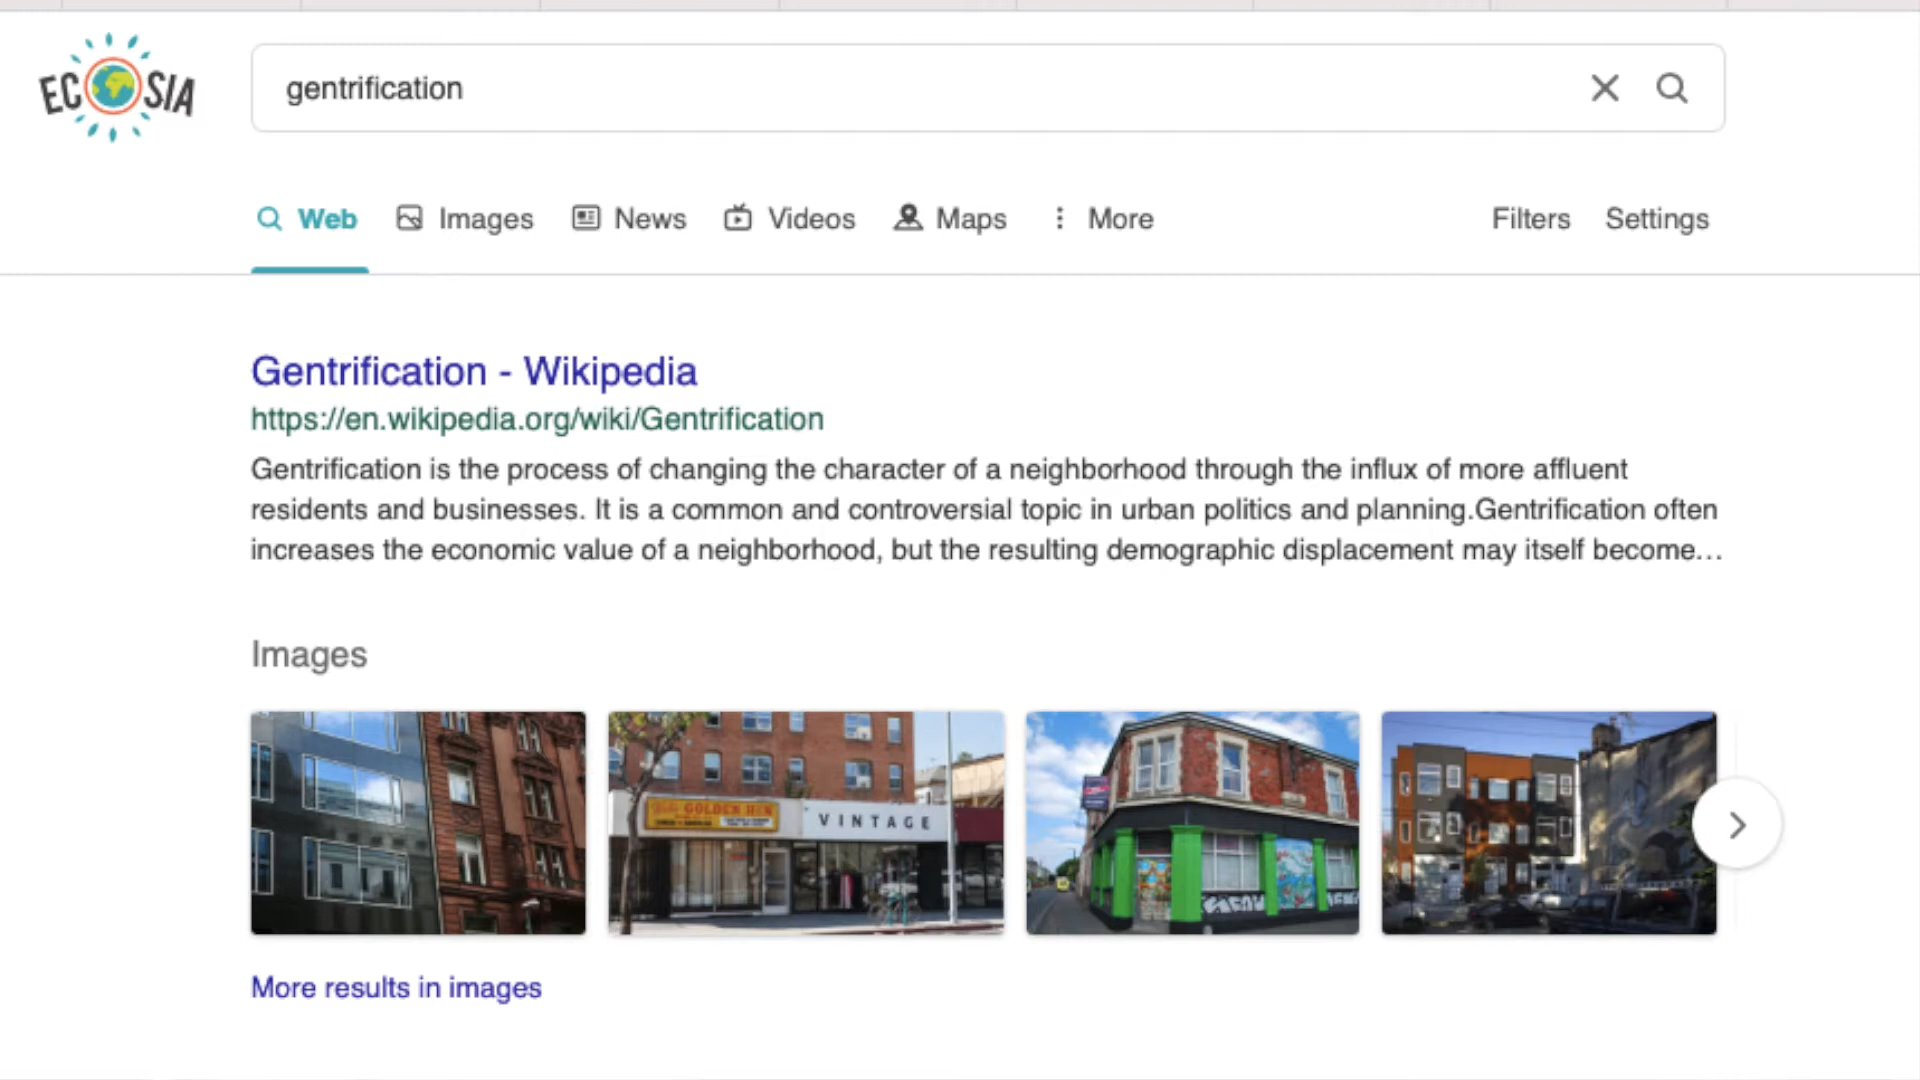 ECOSIA
gentrification
Web Images News Videos Maps More Filters Settings
Gentrification - Wikipedia
https://en.wikipedia.org/wiki/Gentrification
Gentrification is the process of changing the character of a neighborhood through the influx of more affluent
residents and businesses. It is a common and controversial topic in urban politics and planning.Gentrification often
increases the economic value of a neighborhood, but the resulting demographic displacement may itself become...
Images
GOLDEN HEN
VINTAGE
More results in images